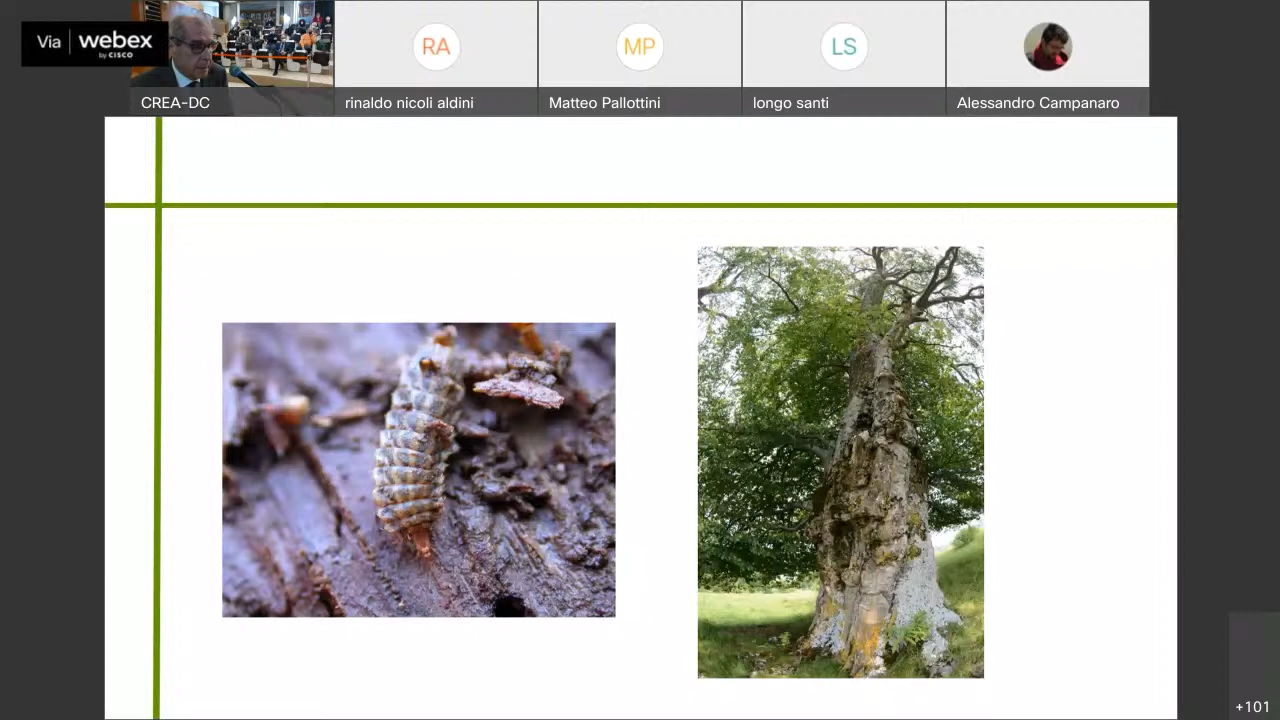 Via webex
by CISCO
RA
MP
LS
CREA-DC
rinaldo nicoli aldini
Matteo Pallottini
longo santi
Alessandro Campanaro
+101